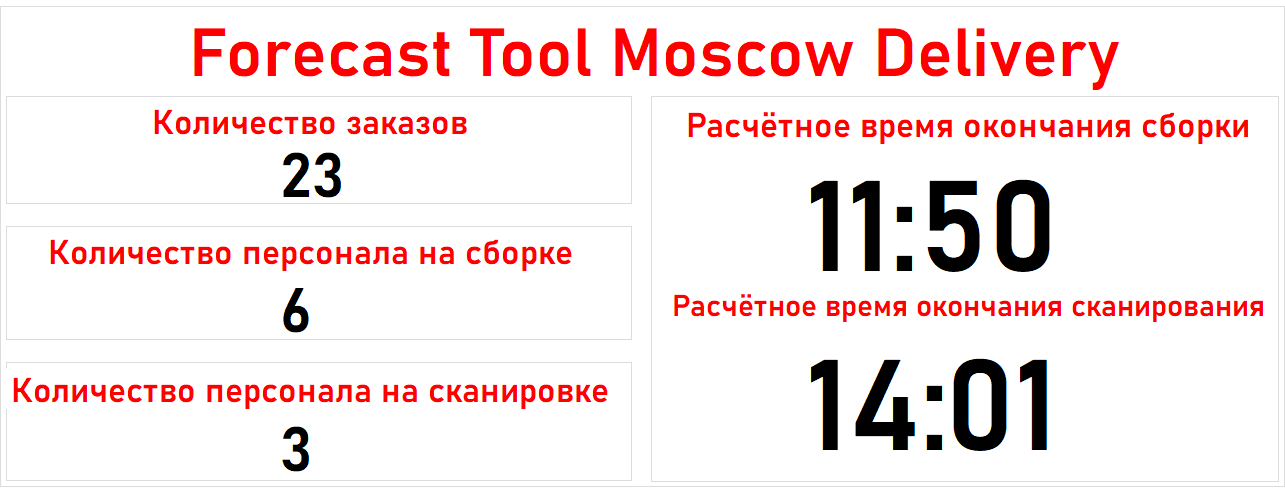 Forecast Tool Moscow Delivery
Количество заказов
23
Количество персонала на сборке
6
Количество персонала на сканировке
3
Расчётное время окончания сборки
11:50
Расчётное время окончания сканирования
14:01